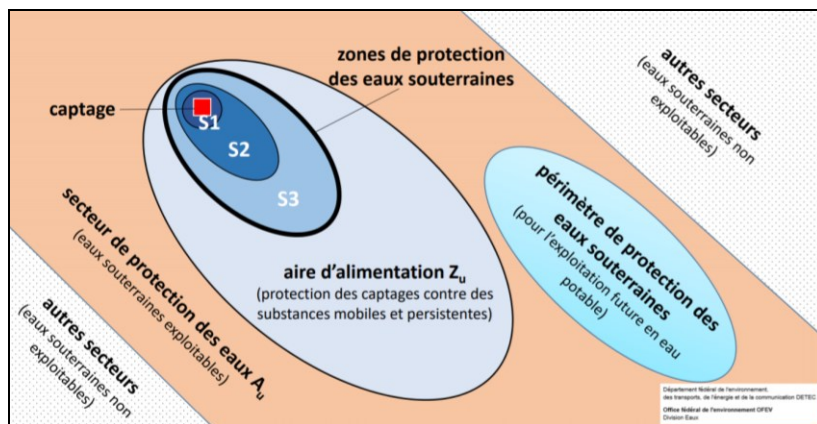 zones de protection
des eaux souterraines
autres secteurs
(eaux souterraines non
exploitables)
captage
S1
S2
S3
périmètre de protection des
eaux souterraines
(pour l'exploitation future en eau
potable)
secteur de protection des eaux Au
(eaux souterraines exploitables)
aire d'alimentation Zu
(protection des captages contre des
substances mobiles et persistentes)
autres secteurs
(eaux souterraines non
exploitables)
Département fédéral de l'environnement,
des transports, de l'énergie et de la communication DETEC
Office fédéral de l'environnement OFEV
Division Eaux